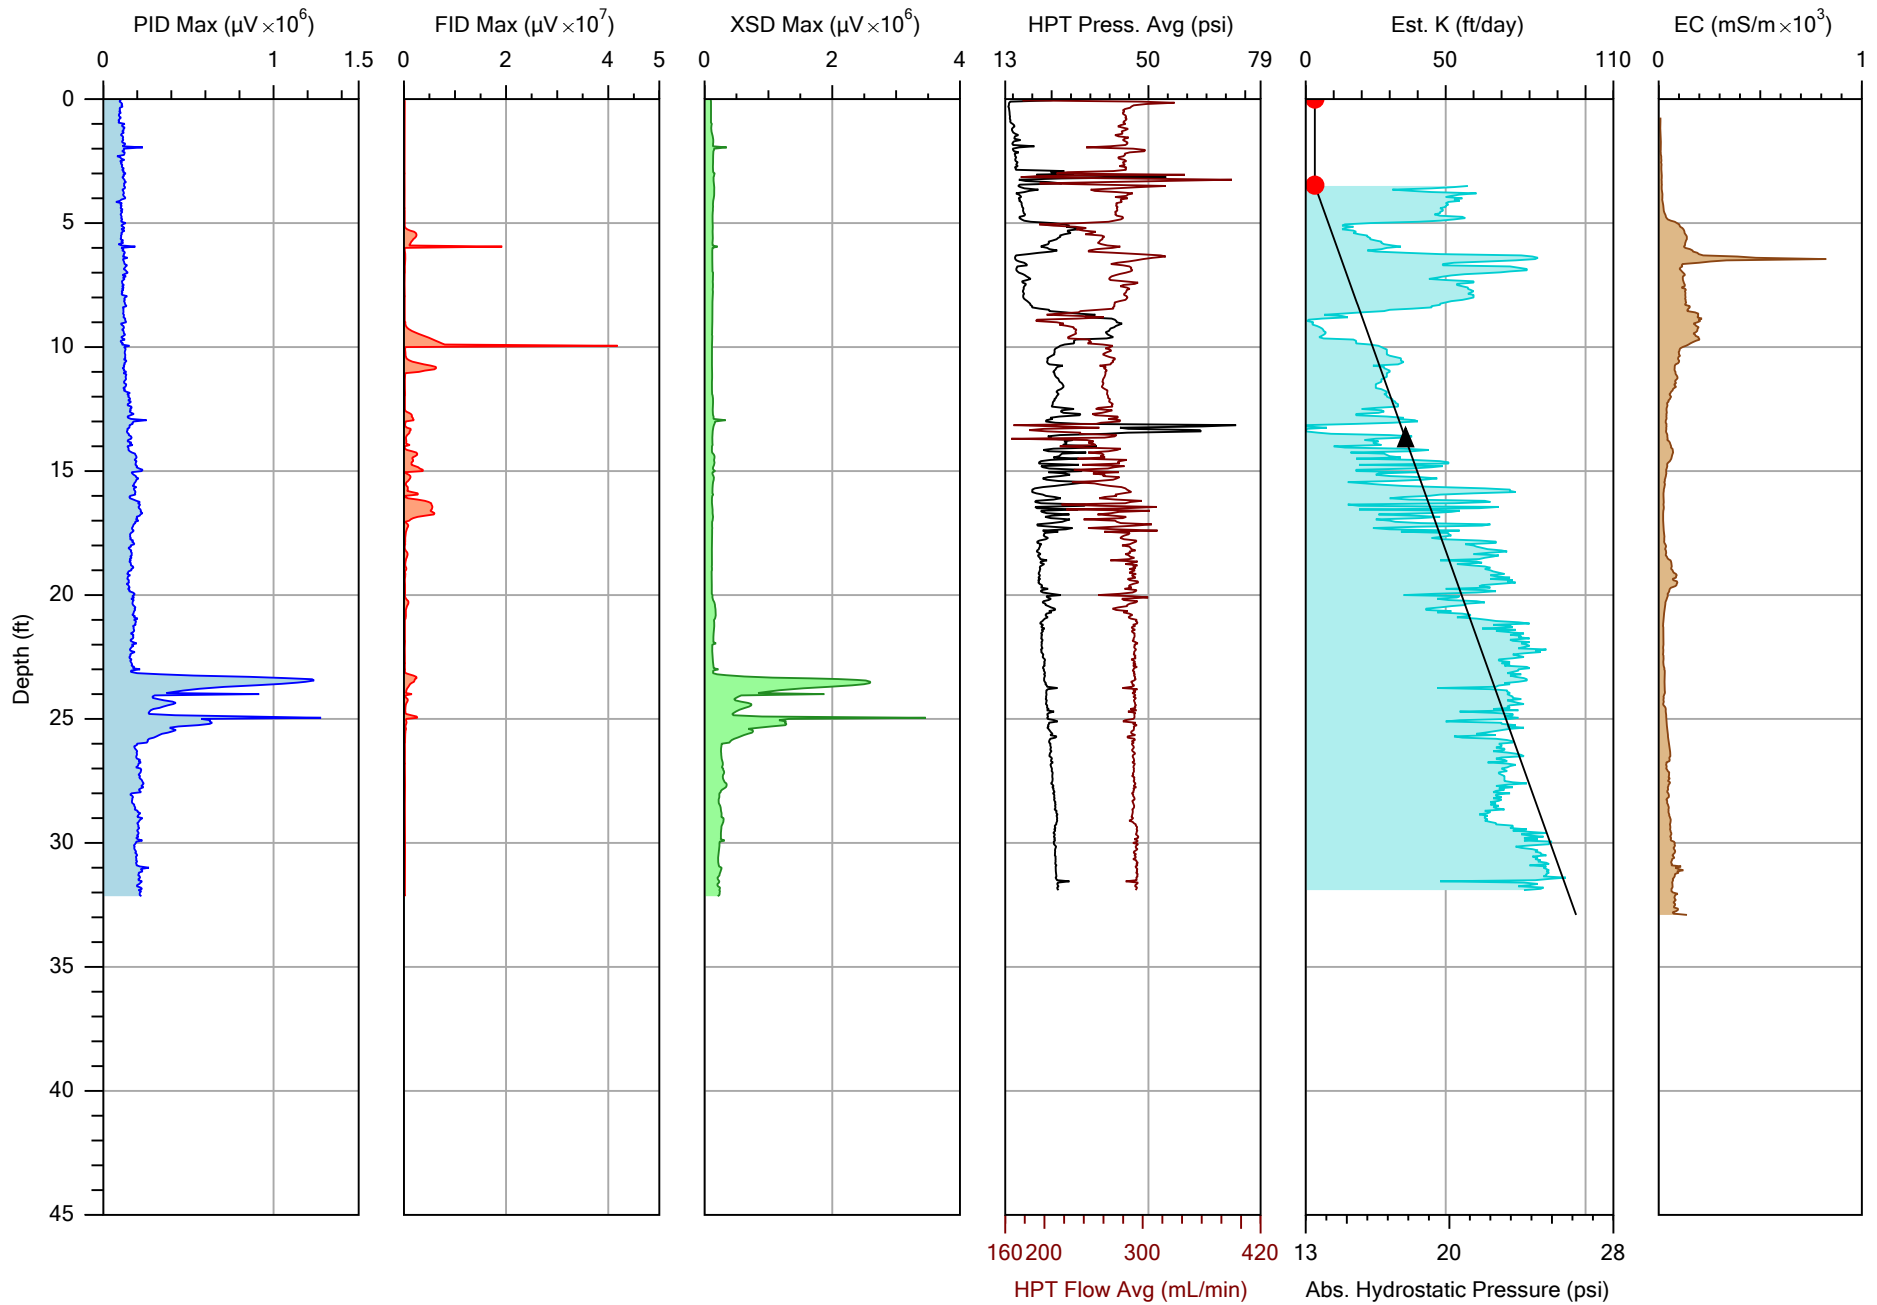 PID Max (µV ×10⁶)
FID Max (µV ×10⁷)
XSD Max (µV ×10⁶)
HPT Press. Avg (psi)
Est. K (ft/day)
EC (mS/m ×10³)
0 1 1.5
0 2 4 5
0 2 4
13 50 79
0 50 110
0 1
Depth (ft)
0
5
10
15
20
25
30
35
40
45
160 200 300 420
HPT Flow Avg (mL/min)
13 20 28
Abs. Hydrostatic Pressure (psi)